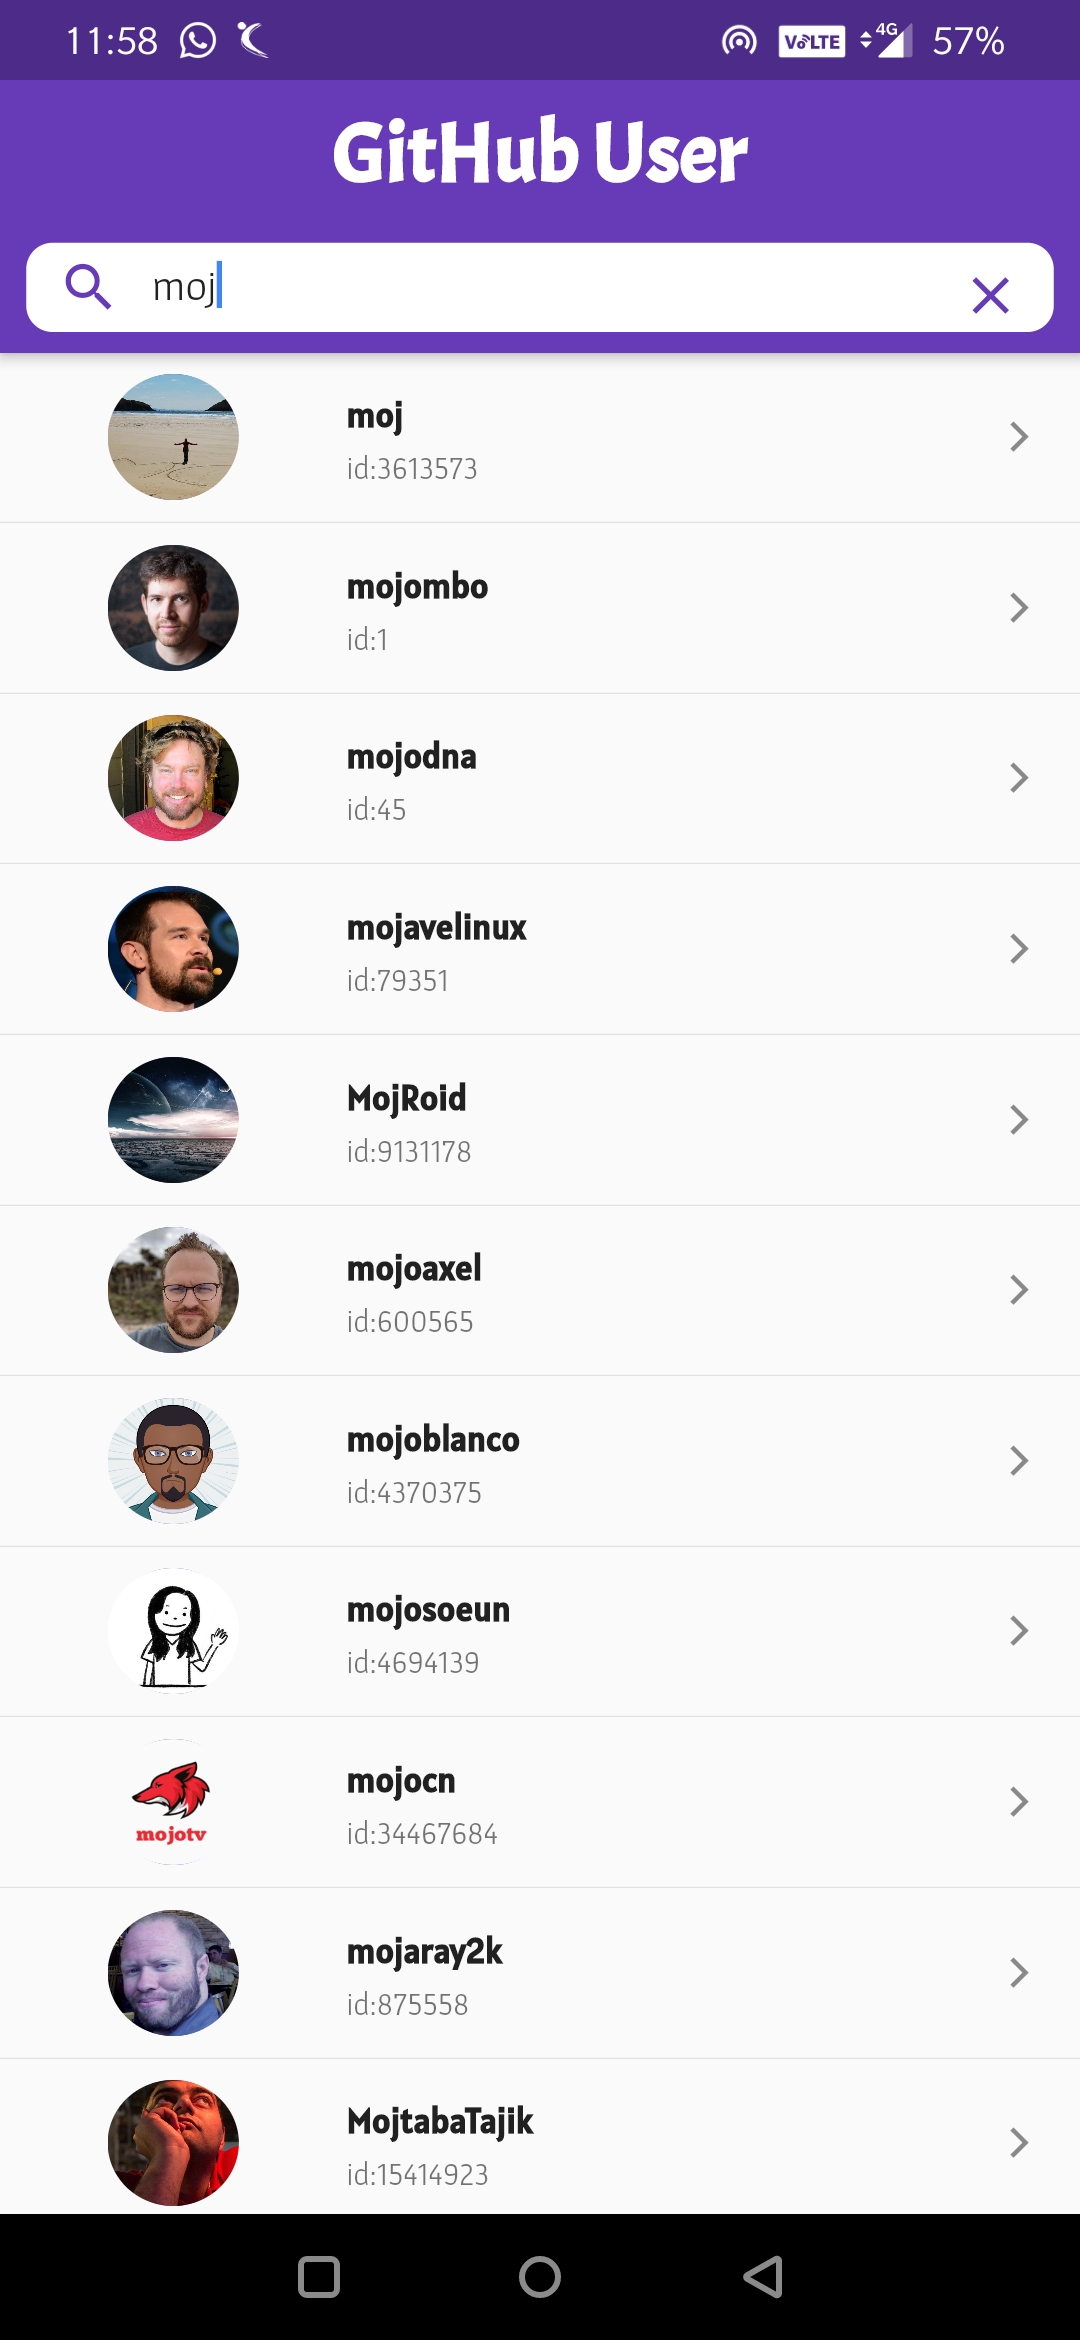 11:58
VoLTE 4G 57%
GitHub User
moj
moj
id:3613573
mojombo
id:1
mojodna
id:45
mojavelinux
id:79351
MojRoid
id:9131178
mojoaxel
id:600565
mojoblanco
id:4370375
mojosoeun
id:4694139
mojotv
mojocn
id:34467684
mojaray2k
id:875558
MojtabaTajik
id:15414923